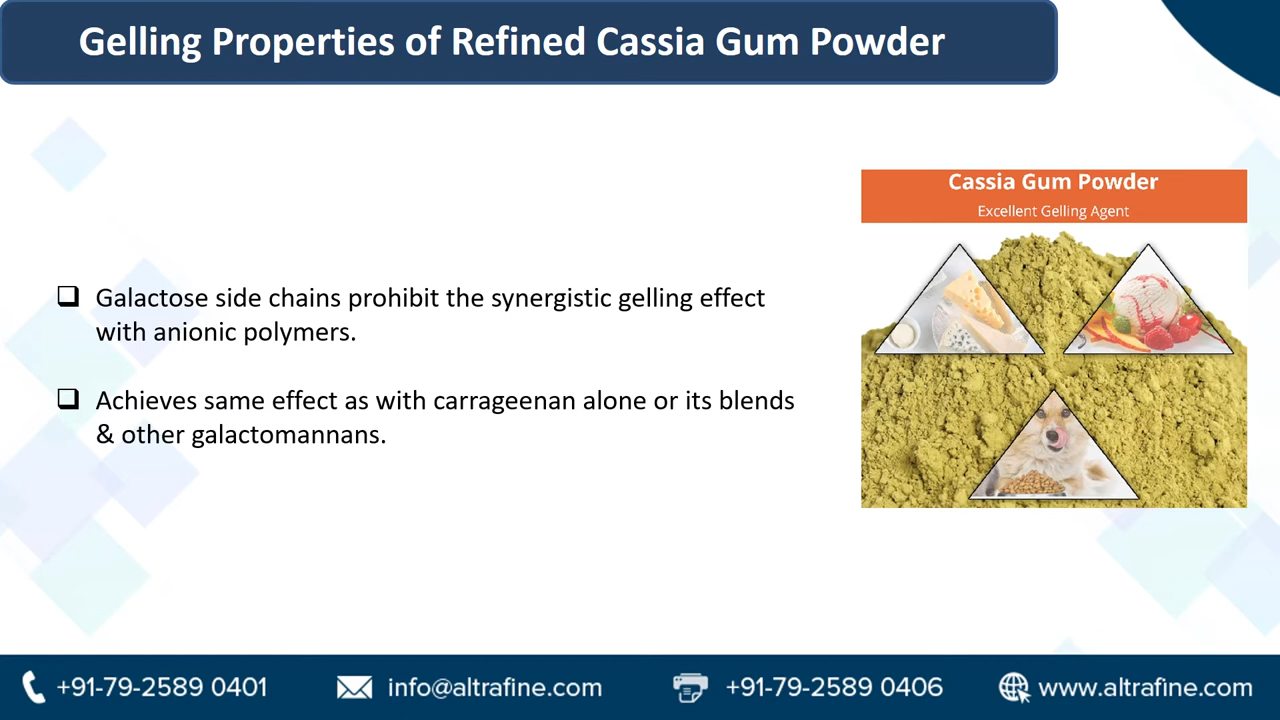 Gelling Properties of Refined Cassia Gum Powder
Galactose side chains prohibit the synergistic gelling effect
with anionic polymers.
Achieves same effect as with carrageenan alone or its blends
& other galactomannans.
Cassia Gum Powder
Excellent Gelling Agent
+91-79-2589 0401
info@altrafine.com
+91-79-2589 0406
www.altrafine.com